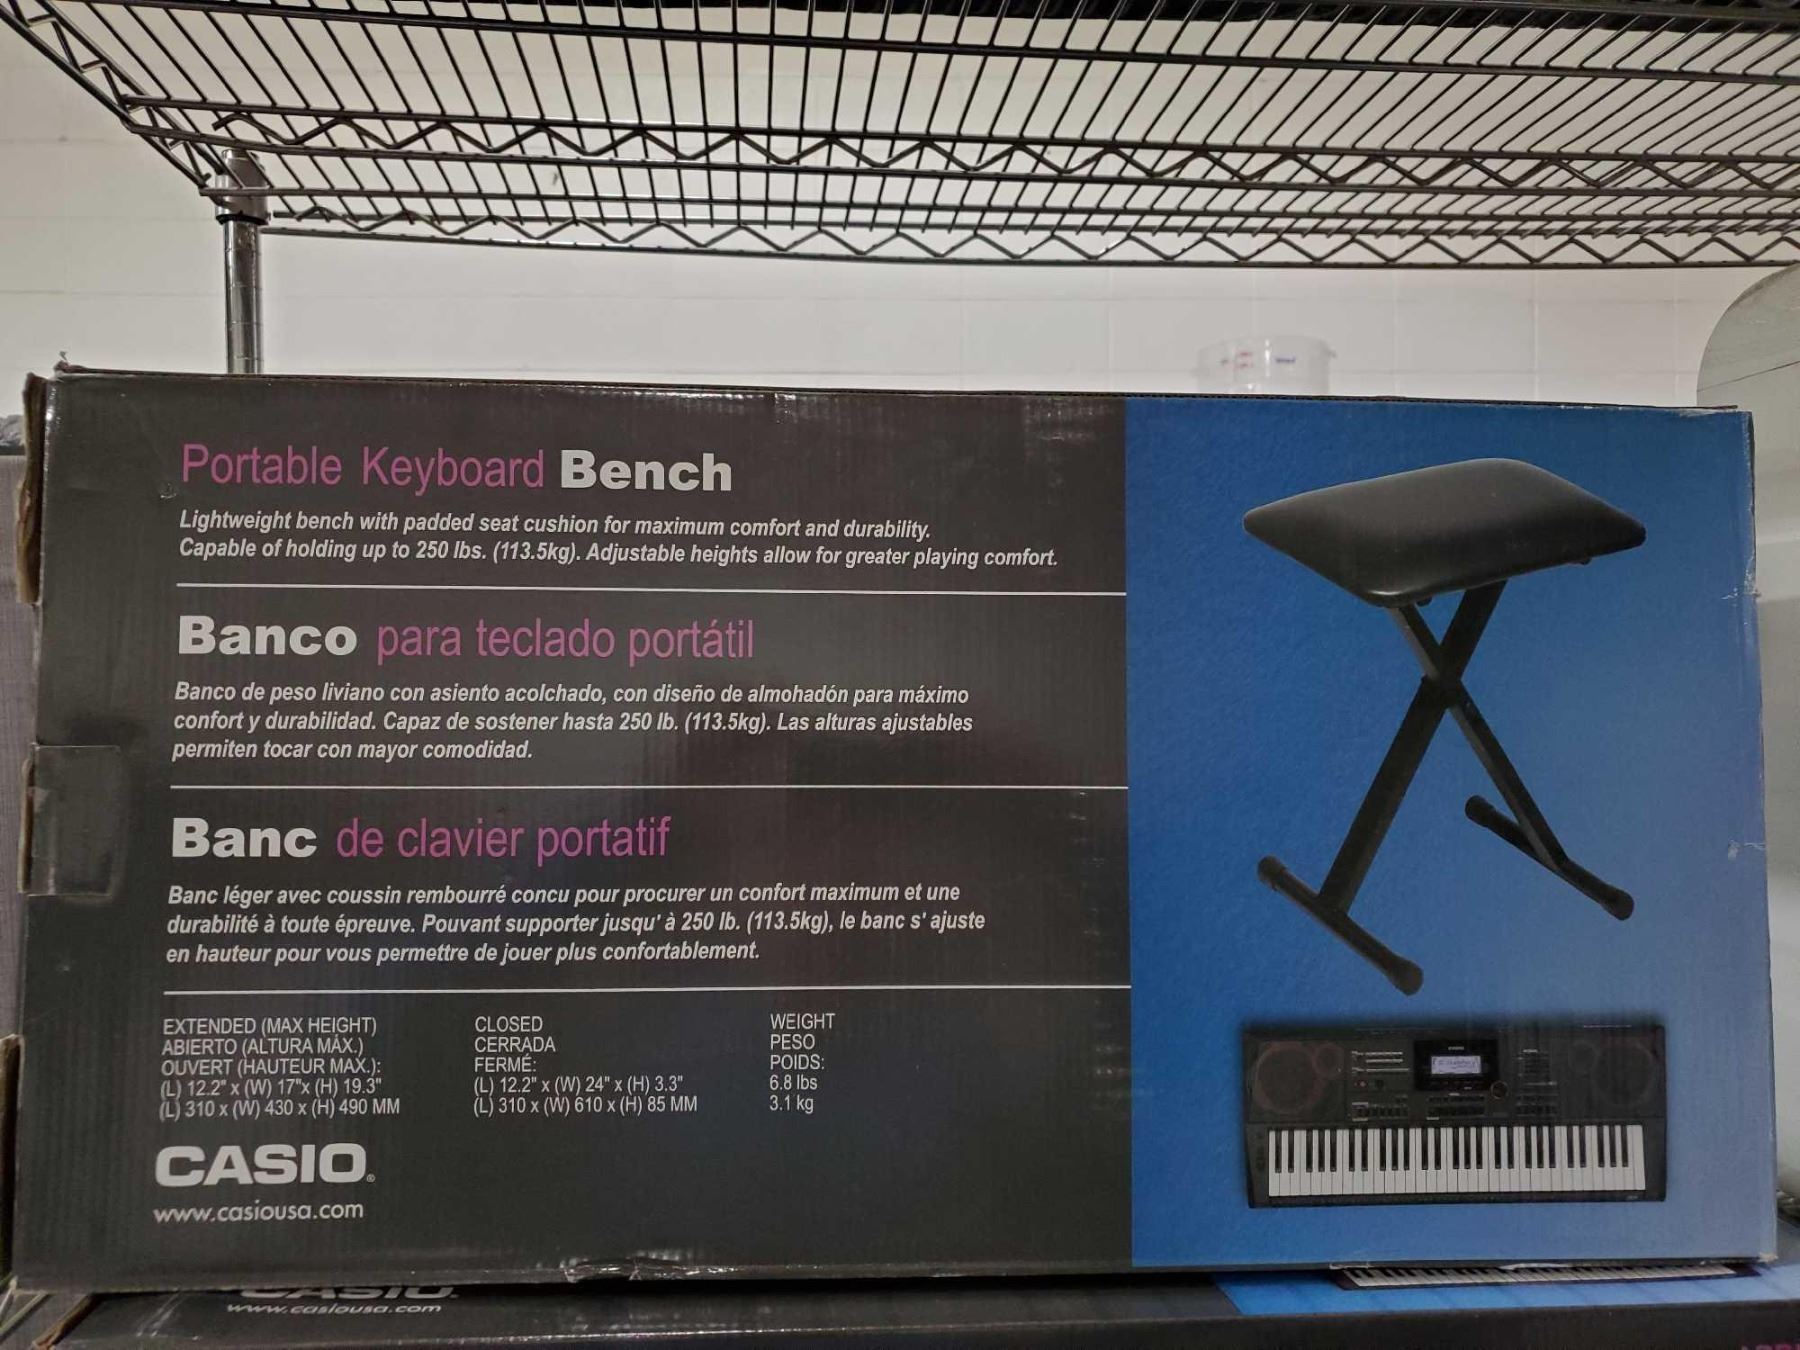 Portable Keyboard Bench
Lightweight bench with padded seat cushion for maximum comfort and durability.
Capable of holding up to 250 lbs. (113.5kg). Adjustable heights allow for greater playing comfort.
Banco para teclado portátil
Banco de peso liviano con asiento acolchado, con diseño de almohadón para máximo
confort y durabilidad. Capaz de sostener hasta 250 lb. (113.5kg). Las alturas ajustables
permiten tocar con mayor comodidad.
Banc de clavier portatif
Banc léger avec coussin rembourré concu pour procurer un confort maximum et une
durabilité à toute épreuve. Pouvant supporter jusqu' à 250 lb. (113.5kg), le banc s' ajuste
en hauteur pour vous permettre de jouer plus confortablement.
EXTENDED (MAX HEIGHT)
ABIERTO (ALTURA MÁX.)
OUVERT (HAUTEUR MAX.):
(L) 12.2" x (W) 17"x (H) 19.3"
(L) 310 x (W) 430 x (H) 490 MM
CLOSED
CERRADA
FERMÉ:
(L) 12.2" x (W) 24" x (H) 3.3"
(L) 310 x (W) 610 x (H) 85 MM
WEIGHT
PESO
POIDS:
6.8 lbs
3.1 kg
CASIO®
www.casiousa.com
CASIO.
www.casiousa.com